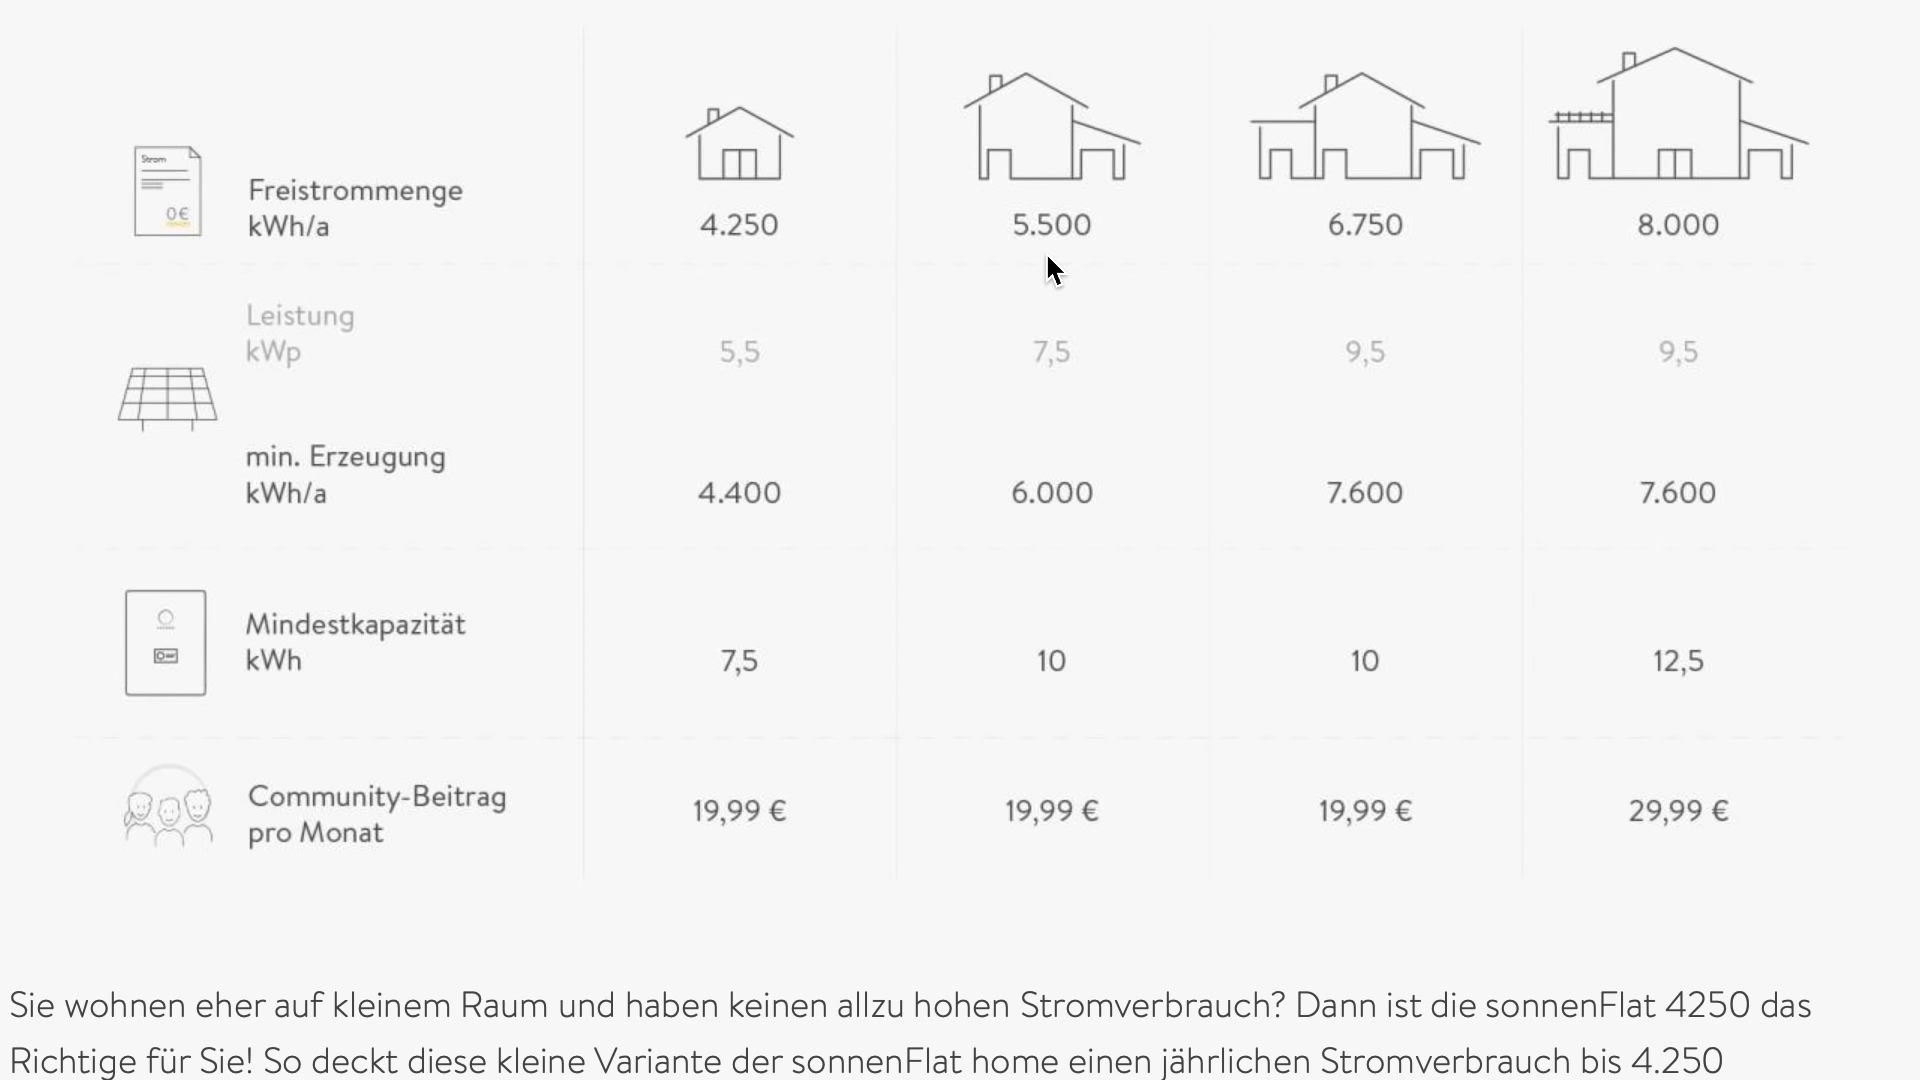 Strom
0€
Freistrommenge
kWh/a
4.250 5.500 6.750 8.000
Leistung
kWp
5,5 7,5 9,5 9,5
min. Erzeugung
kWh/a
4.400 6.000 7.600 7.600
Mindestkapazität
kWh
7,5 10 10 12,5
Community-Beitrag
pro Monat
19,99 € 19,99 € 19,99 € 29,99 €
Sie wohnen eher auf kleinem Raum und haben keinen allzu hohen Stromverbrauch? Dann ist die sonnenFlat 4250 das
Richtige für Sie! So deckt diese kleine Variante der sonnenFlat home einen jährlichen Stromverbrauch bis 4.250